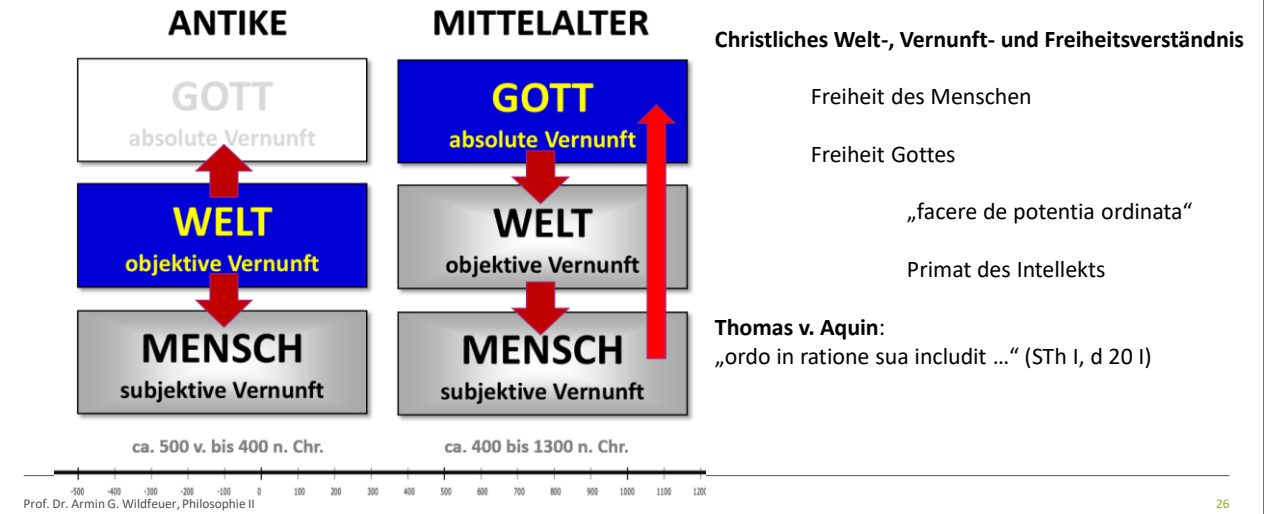 ANTIKE
GOTT
absolute Vernunft
WELT
objektive Vernunft
MENSCH
subjektive Vernunft
ca. 500 v. bis 400 n. Chr.
MITTELALTER
GOTT
absolute Vernunft
WELT
objektive Vernunft
MENSCH
subjektive Vernunft
ca. 400 bis 1300 n. Chr.
Christliches Welt-, Vernunft- und Freiheitsverständnis
Freiheit des Menschen
Freiheit Gottes
„facere de potentia ordinata“
Primat des Intellekts
Thomas v. Aquin:
„ordo in ratione sua includit ...“ (STh I, d 20 I)
-500 -400 -300 -200 -100 0 100 200 300 400 500 600 700 800 900 1000 1100 1200
Prof. Dr. Armin G. Wildfeuer, Philosophie II
26